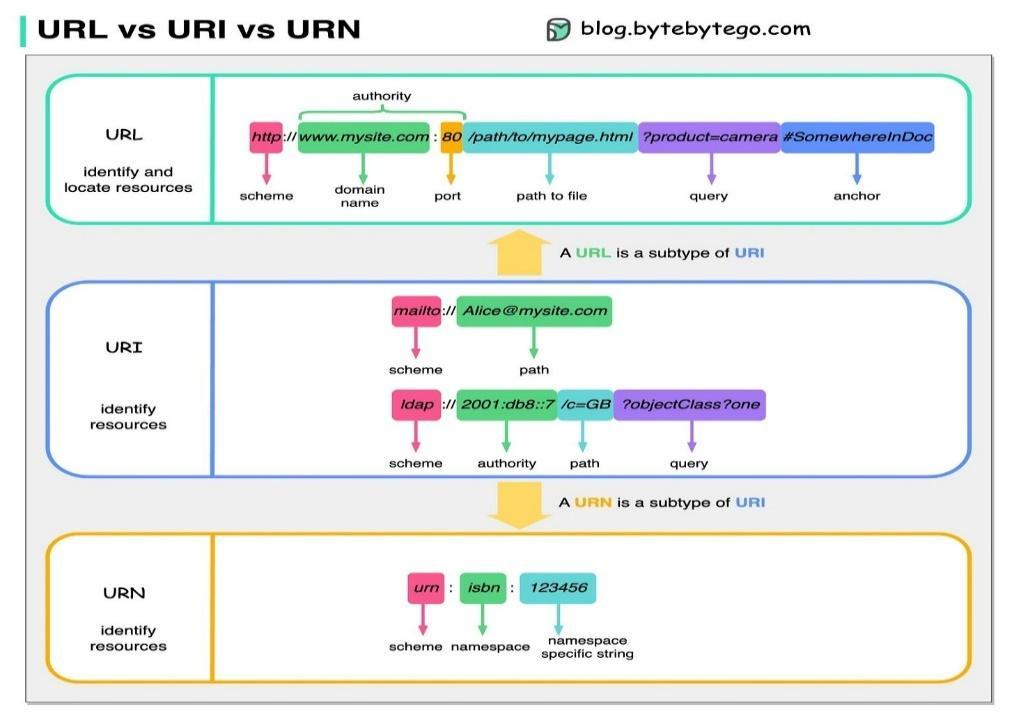 URL vs URI vs URN
blog.bytebytego.com
authority
URL
identify and
locate resources
http:// www.mysite.com : 80 /path/to/mypage.html ?product=camera #SomewhereInDoc
scheme
domain
name
port
path to file
query
anchor
A URL is a subtype of URI
URI
identify
resources
mailto:// Alice@mysite.com
scheme
path
ldap :// 2001:db8::7 /c=GB ?objectClass?one
scheme
authority
path
query
A URN is a subtype of URI
URN
identify
resources
urn : isbn : 123456
scheme
namespace
namespace
specific string